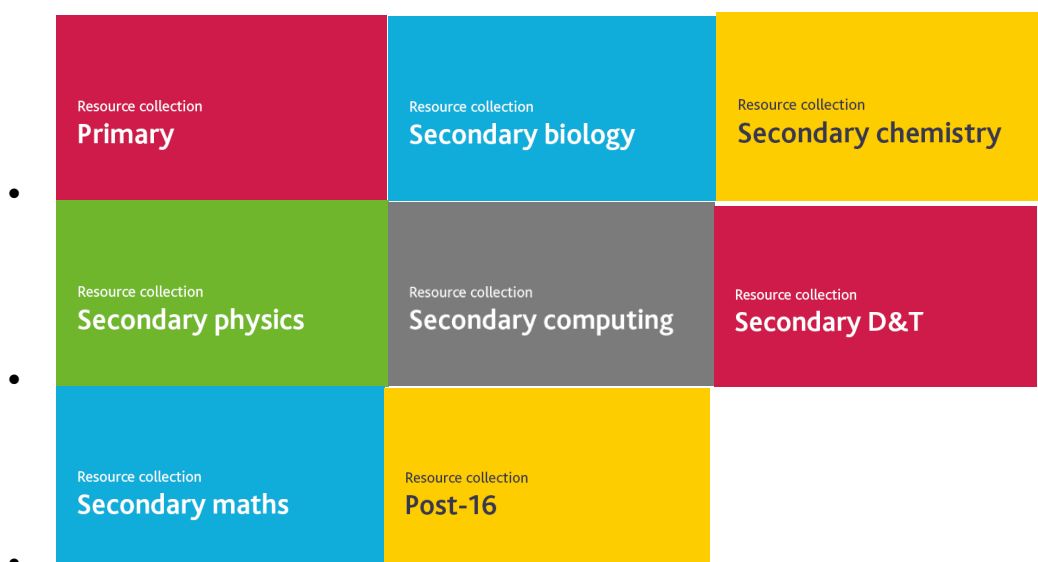 Resource collection
Primary
Resource collection
Secondary biology
Resource collection
Secondary chemistry
Resource collection
Secondary physics
Resource collection
Secondary computing
Resource collection
Secondary D&T
Resource collection
Secondary maths
Resource collection
Post-16